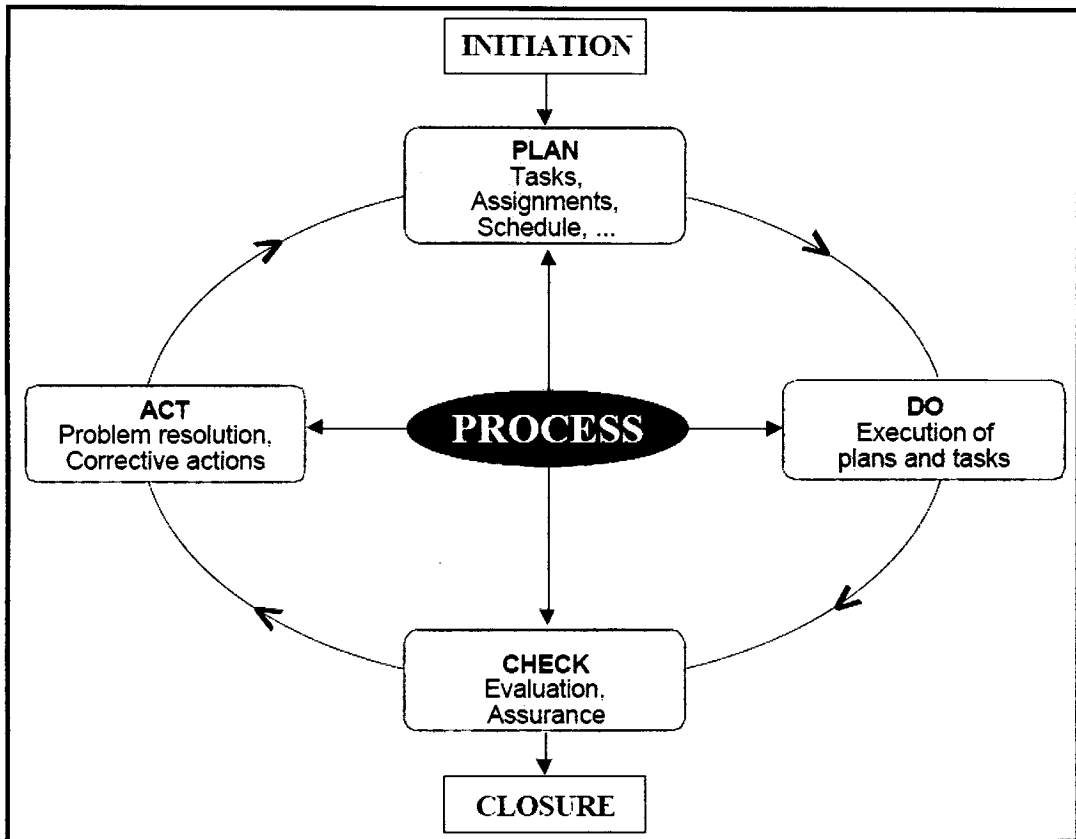 INITIATION
PLAN
Tasks,
Assignments,
Schedule, ...
ACT
Problem resolution,
Corrective actions
PROCESS
DO
Execution of
plans and tasks
CHECK
Evaluation,
Assurance
CLOSURE